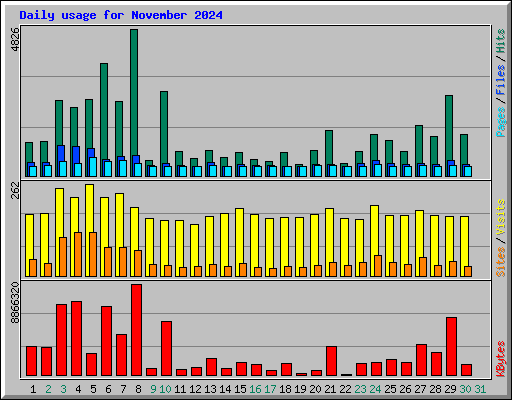 Daily usage for November 2024
4826
Pages / Files / Hits
262
Sites / Visits
8866320
KBytes
1 2 3 4 5 6 7 8 9 10 11 12 13 14 15 16 17 18 19 20 21 22 23 24 25 26 27 28 29 30 31